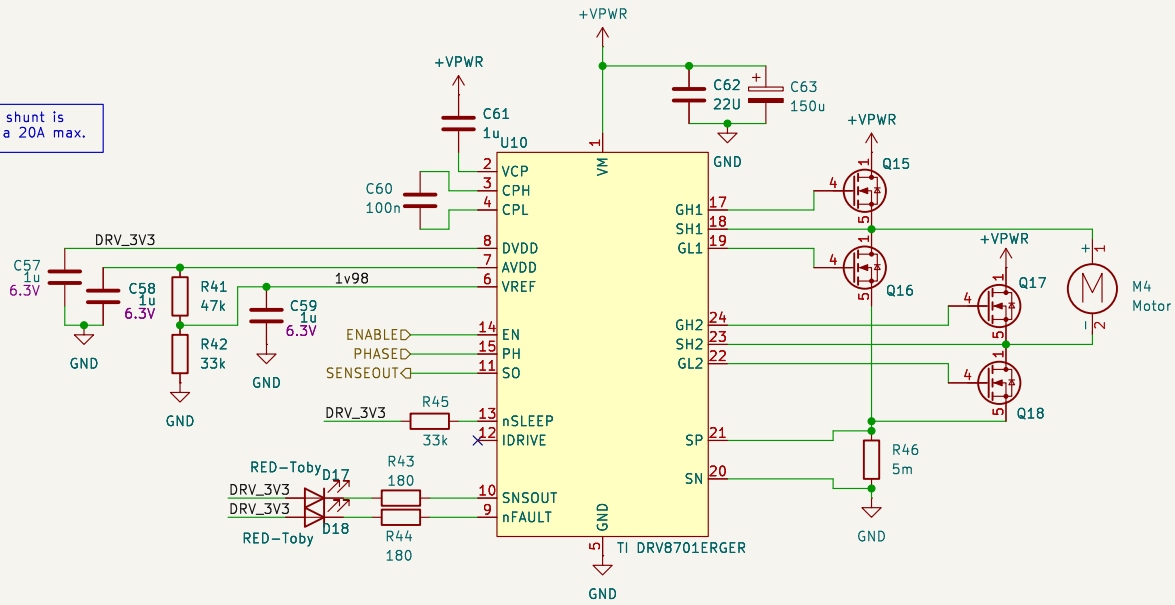 +VPWR
+VPWR
C61
1u
C62
22U
+
C63
150u
GND
shunt is
a 20A max.
U10
1
VM
+VPWR
Q15
1
4
5
2 VCP
3 CPH
4 CPL
C60
100n
17 GH1
18 SH1
19 GL1
1
4
5
Q16
DRV_3V3
8 DVDD
7 AVDD
6 VREF
C57
1u
6.3V
C58
1u
6.3V
R41
47k
1v98
C59
1u
6.3V
R42
33k
GND
GND
GND
+VPWR
Q17
1
4
5
+
1
M
M4
Motor
−
2
24 GH2
23 SH2
22 GL2
1
4
5
Q18
ENABLE
PHASE
SENSEOUT
14 EN
15 PH
11 SO
DRV_3V3
R45
33k
13 nSLEEP
12 IDRIVE
21 SP
20 SN
R46
5m
GND
RED-Toby
D17
DRV_3V3
DRV_3V3
D18
RED-Toby
R43
180
R44
180
10 SNSOUT
9 nFAULT
GND
5
TI DRV8701ERGER
GND